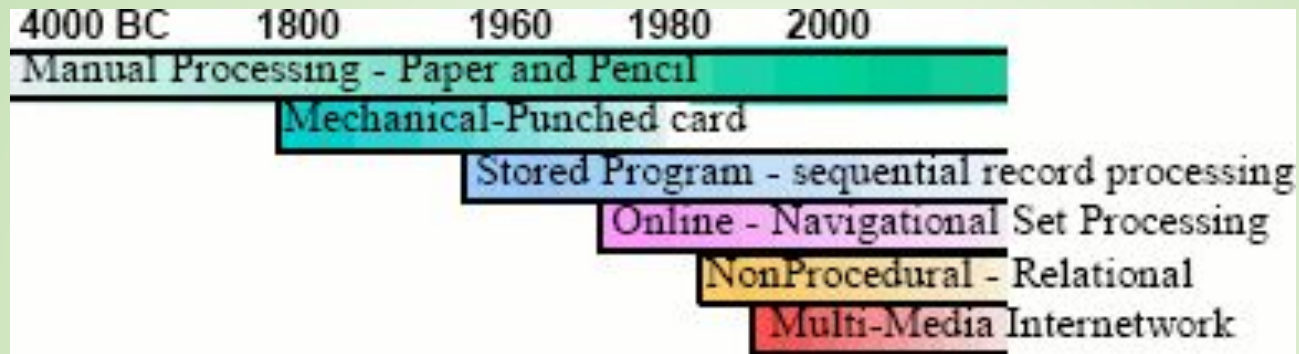 4000 BC 1800 1960 1980 2000
Manual Processing - Paper and Pencil
Mechanical-Punched card
Stored Program - sequential record processing
Online - Navigational Set Processing
NonProcedural - Relational
Multi-Media Internetwork